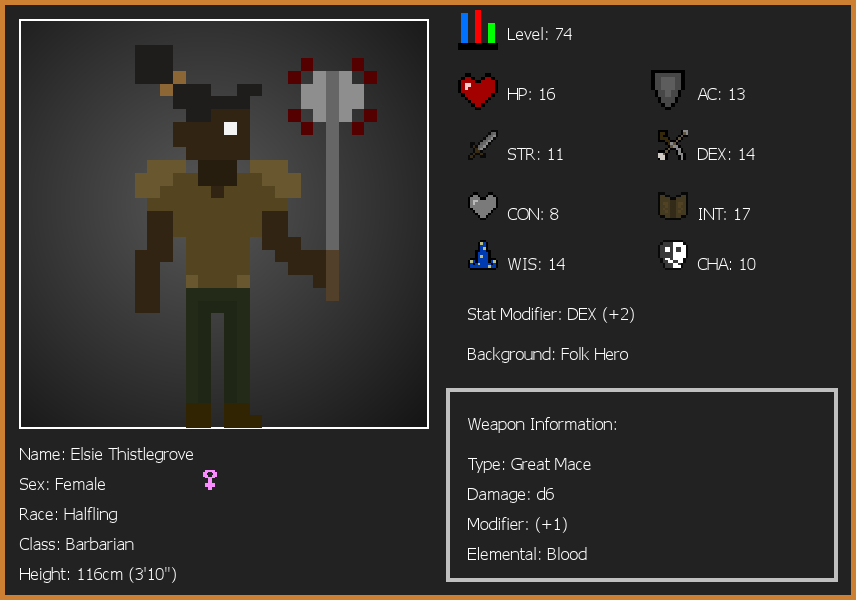 Level: 74
HP: 16
AC: 13
STR: 11
DEX: 14
CON: 8
INT: 17
WIS: 14
CHA: 10
Stat Modifier: DEX (+2)
Background: Folk Hero
Weapon Information:
Type: Great Mace
Damage: d6
Modifier: (+1)
Elemental: Blood
Name: Elsie Thistlegrove
Sex: Female
Race: Halfling
Class: Barbarian
Height: 116cm (3'10")